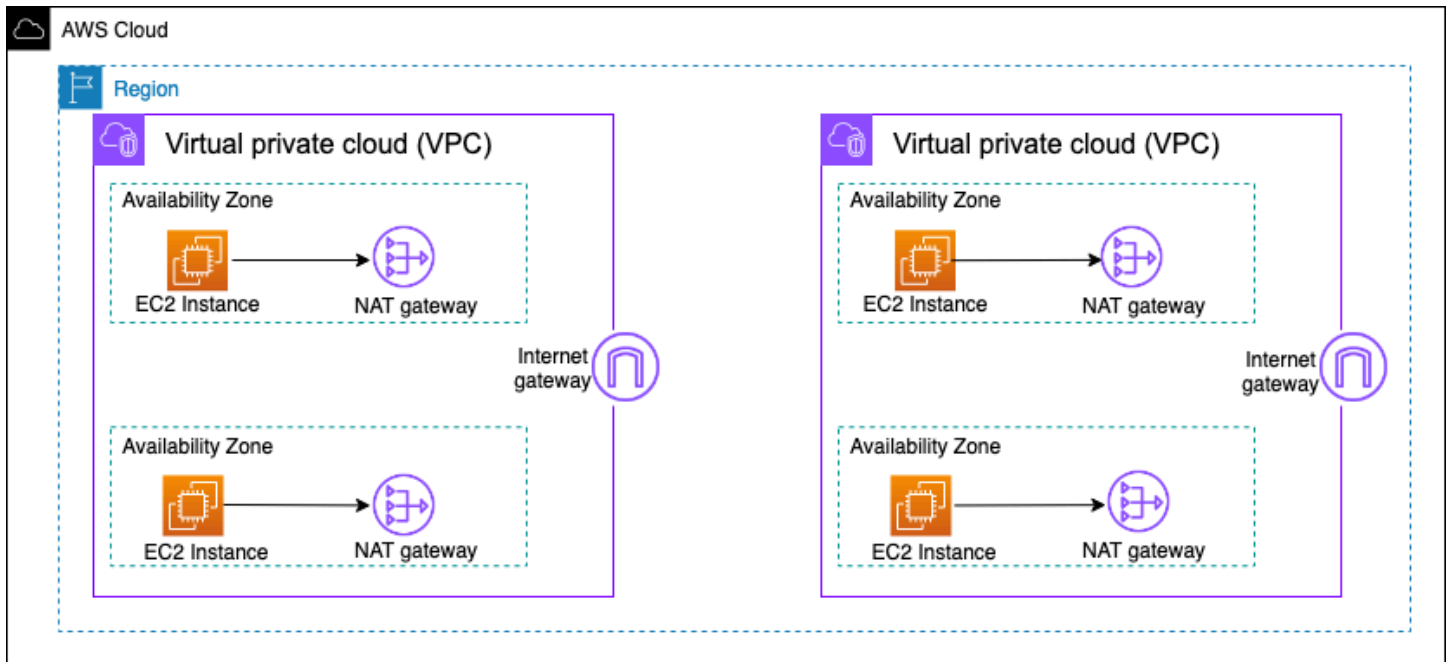 AWS Cloud
Region
Virtual private cloud (VPC)
Availability Zone
EC2 Instance
NAT gateway
Internet
gateway
Availability Zone
EC2 Instance
NAT gateway
Virtual private cloud (VPC)
Availability Zone
EC2 Instance
NAT gateway
Internet
gateway
Availability Zone
EC2 Instance
NAT gateway